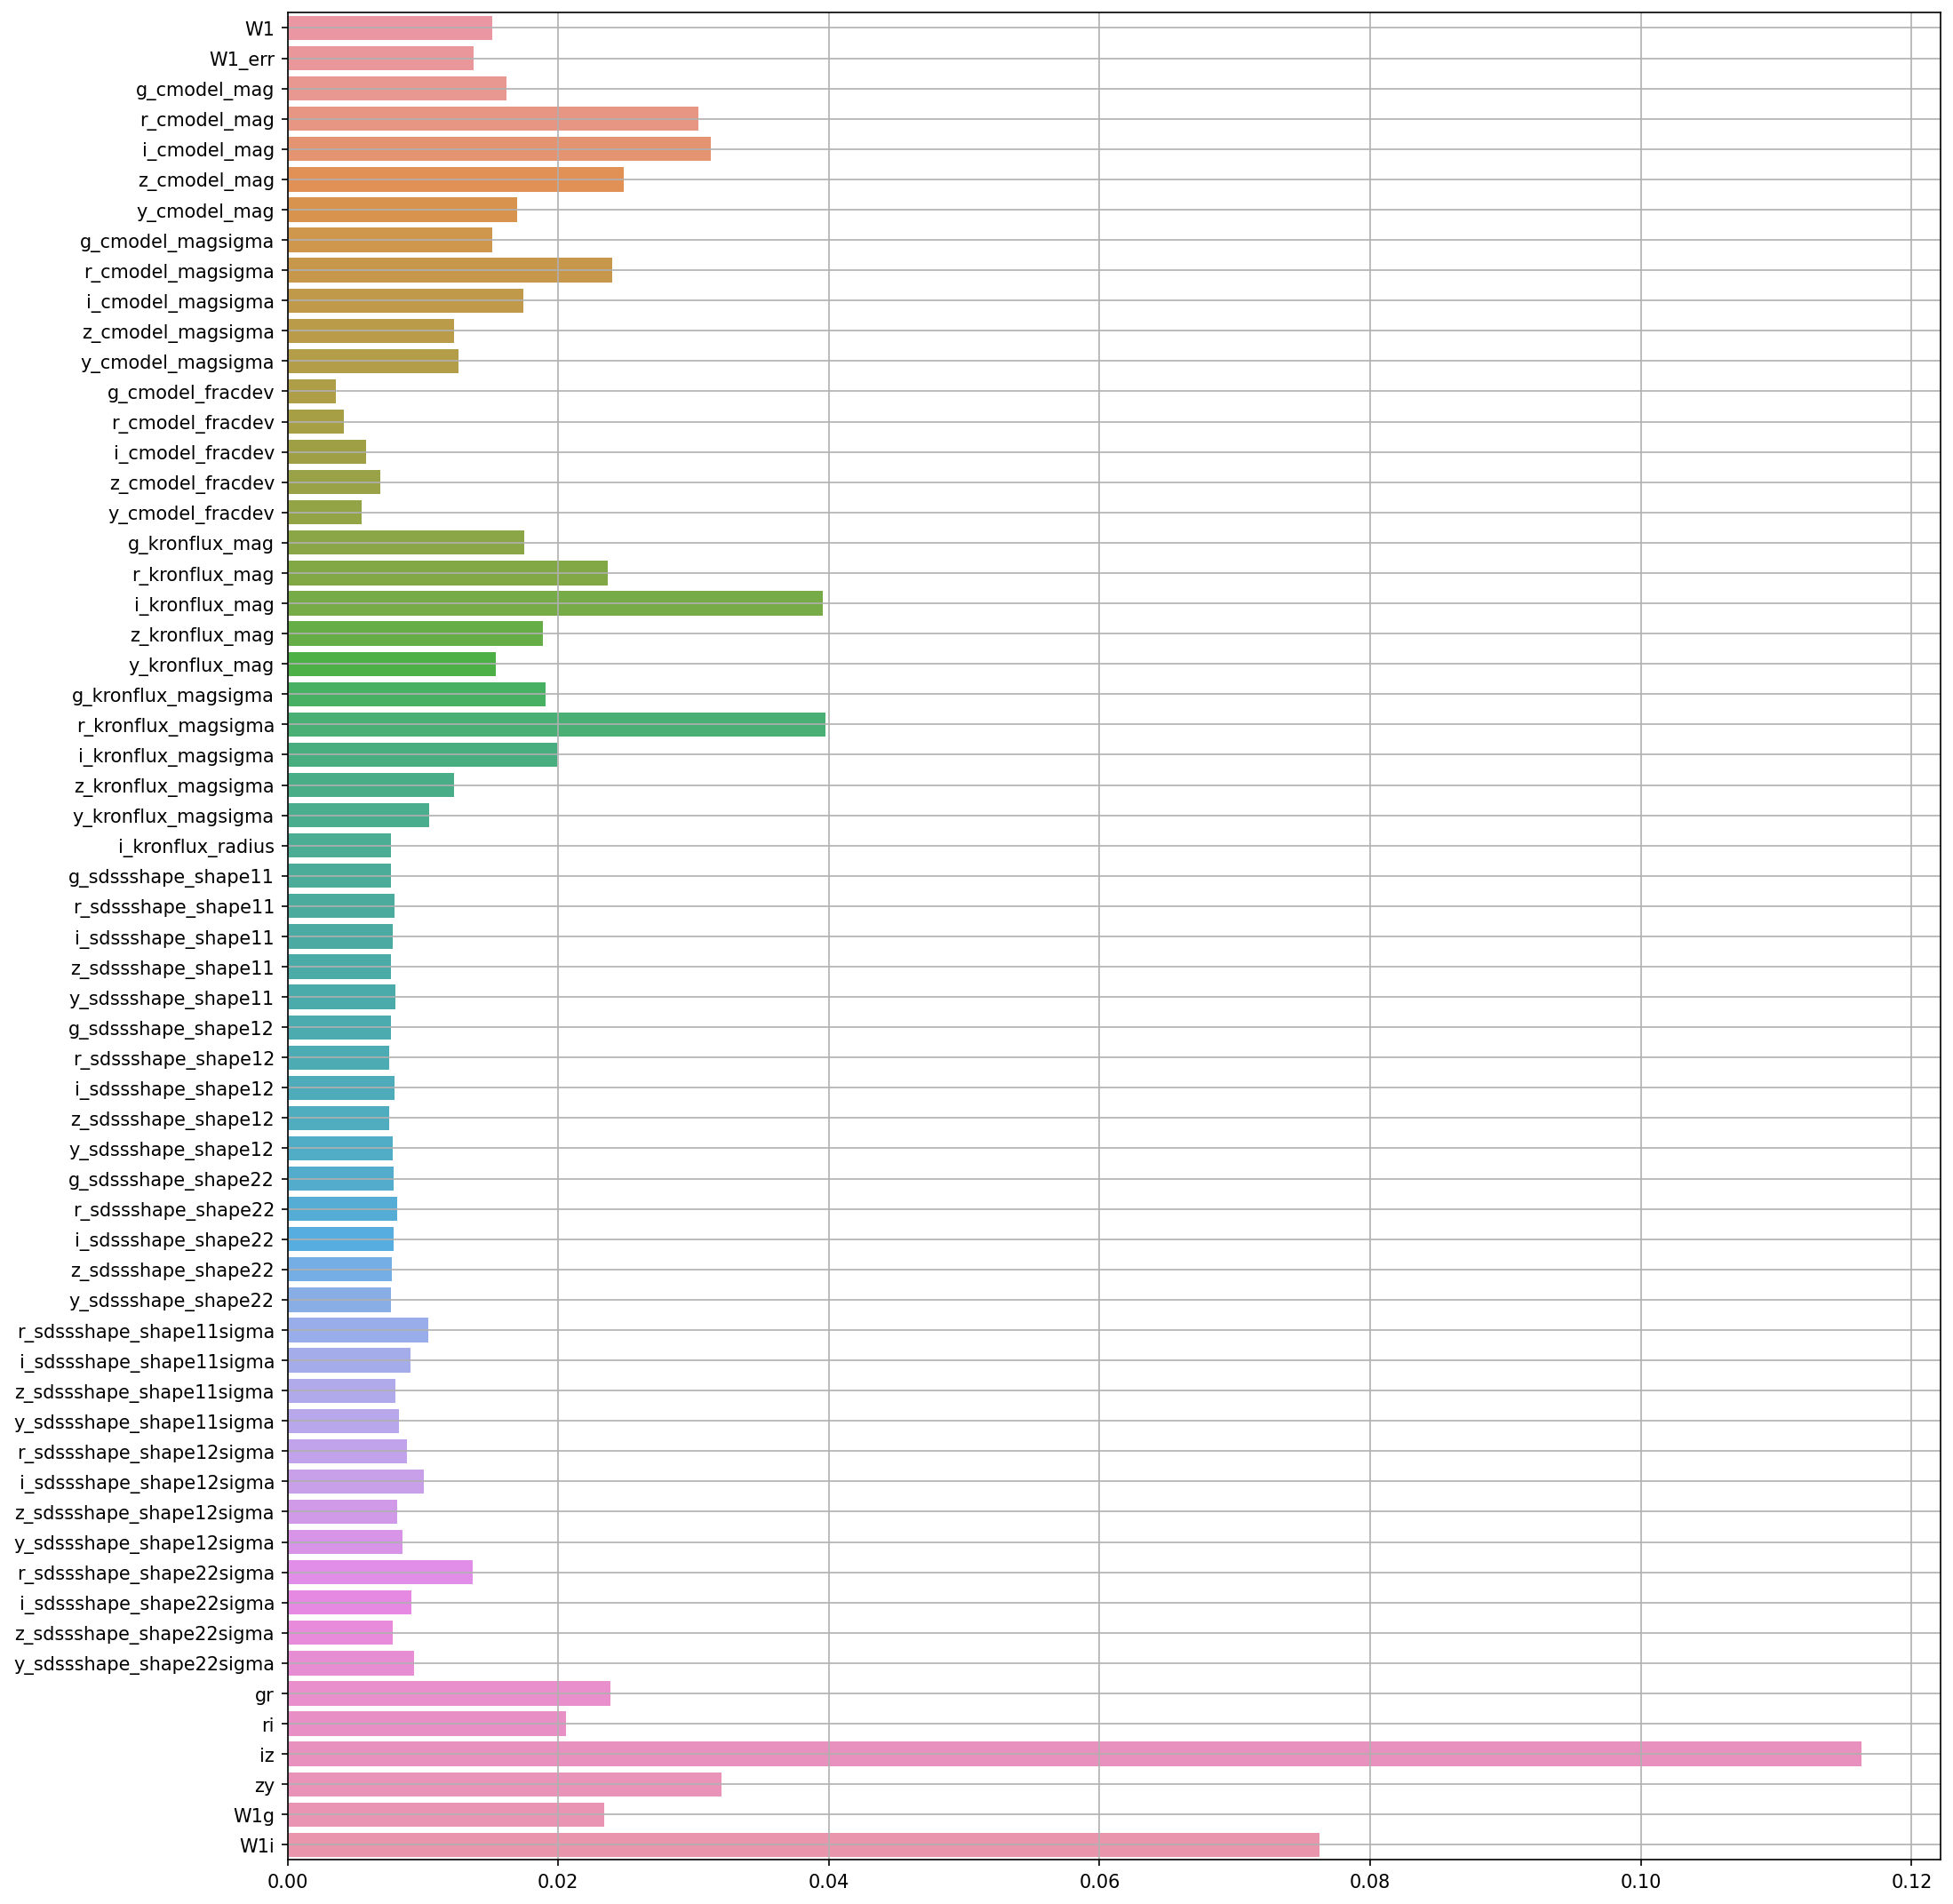 W1
W1_err
g_cmodel_mag
r_cmodel_mag
i_cmodel_mag
z_cmodel_mag
y_cmodel_mag
g_cmodel_magsigma
r_cmodel_magsigma
i_cmodel_magsigma
z_cmodel_magsigma
y_cmodel_magsigma
g_cmodel_fracdev
r_cmodel_fracdev
i_cmodel_fracdev
z_cmodel_fracdev
y_cmodel_fracdev
g_kronflux_mag
r_kronflux_mag
i_kronflux_mag
z_kronflux_mag
y_kronflux_mag
g_kronflux_magsigma
r_kronflux_magsigma
i_kronflux_magsigma
z_kronflux_magsigma
y_kronflux_magsigma
i_kronflux_radius
g_sdssshape_shape11
r_sdssshape_shape11
i_sdssshape_shape11
z_sdssshape_shape11
y_sdssshape_shape11
g_sdssshape_shape12
r_sdssshape_shape12
i_sdssshape_shape12
z_sdssshape_shape12
y_sdssshape_shape12
g_sdssshape_shape22
r_sdssshape_shape22
i_sdssshape_shape22
z_sdssshape_shape22
y_sdssshape_shape22
r_sdssshape_shape11sigma
i_sdssshape_shape11sigma
z_sdssshape_shape11sigma
y_sdssshape_shape11sigma
r_sdssshape_shape12sigma
i_sdssshape_shape12sigma
z_sdssshape_shape12sigma
y_sdssshape_shape12sigma
r_sdssshape_shape22sigma
i_sdssshape_shape22sigma
z_sdssshape_shape22sigma
y_sdssshape_shape22sigma
gr
ri
iz
zy
W1g
W1i
0.00 0.02 0.04 0.06 0.08 0.10 0.12